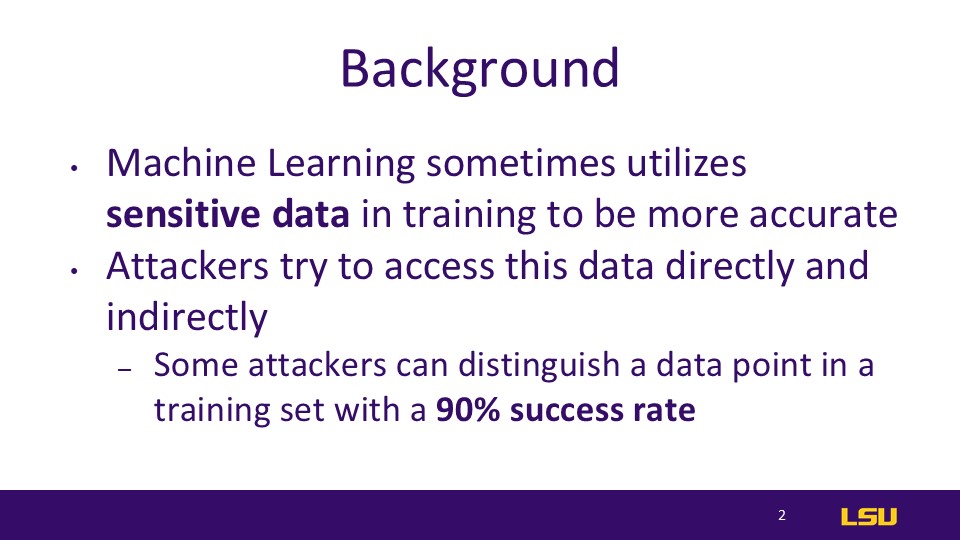 Background
• Machine Learning sometimes utilizes
sensitive data in training to be more accurate
• Attackers try to access this data directly and
indirectly
– Some attackers can distinguish a data point in a
training set with a 90% success rate
2
LSU